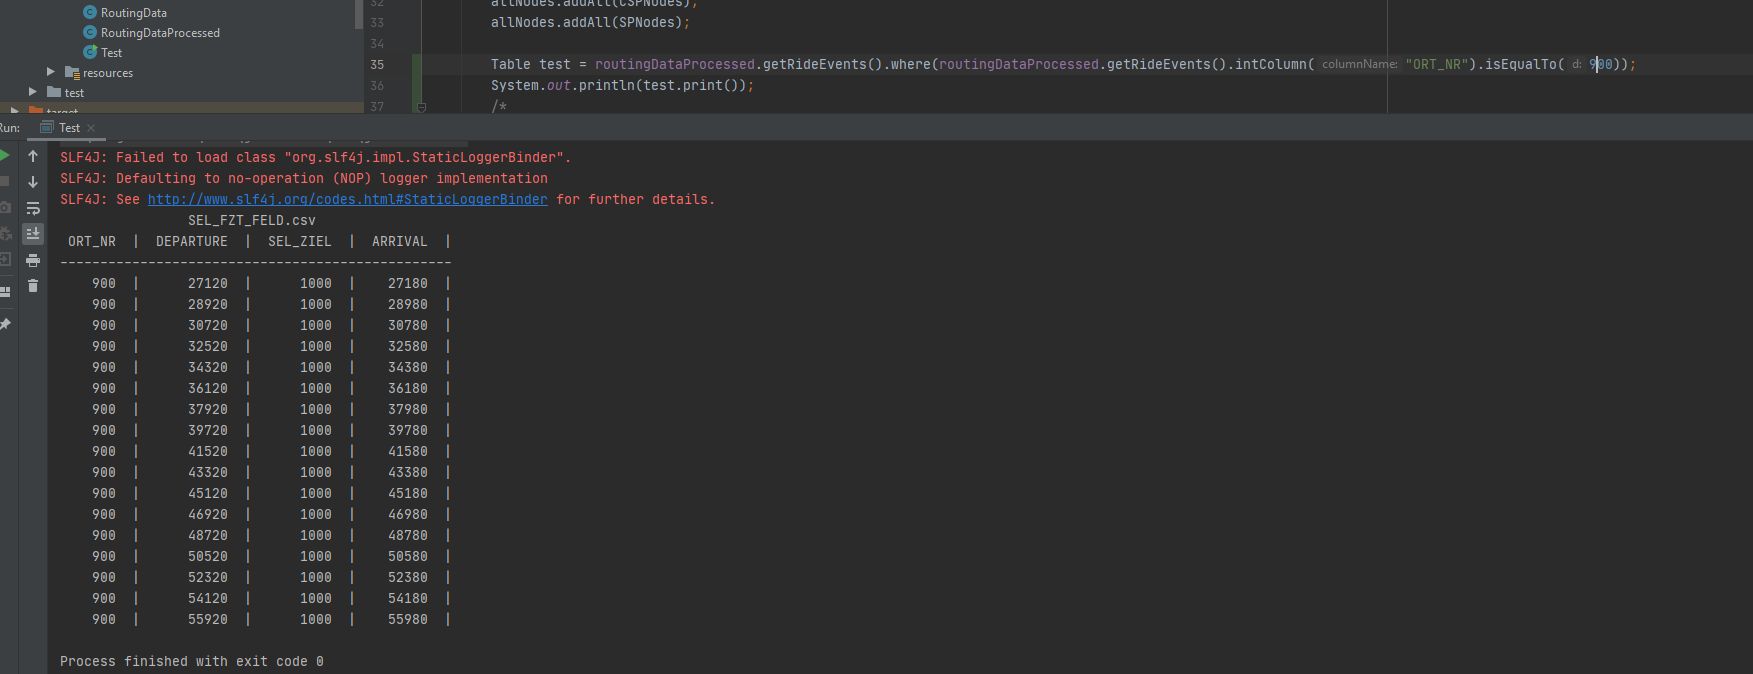 RoutingData
RoutingDataProcessed
Test
resources
test
target
32 allNodes.addAll(CSPNodes);
33 allNodes.addAll(SPNodes);
34
35 Table test = routingDataProcessed.getRideEvents().where(routingDataProcessed.getRideEvents().intColumn( columnName: "ORT_NR").isEqualTo( d: 900));
36 System.out.println(test.print());
37 /*
Run: Test
SLF4J: Failed to load class "org.slf4j.impl.StaticLoggerBinder".
SLF4J: Defaulting to no-operation (NOP) logger implementation
SLF4J: See http://www.slf4j.org/codes.html#StaticLoggerBinder for further details.
SEL_FZT_FELD.csv
ORT_NR | DEPARTURE | SEL_ZIEL | ARRIVAL |
-------------------------------------------------
900 | 27120 | 1000 | 27180 |
900 | 28920 | 1000 | 28980 |
900 | 30720 | 1000 | 30780 |
900 | 32520 | 1000 | 32580 |
900 | 34320 | 1000 | 34380 |
900 | 36120 | 1000 | 36180 |
900 | 37920 | 1000 | 37980 |
900 | 39720 | 1000 | 39780 |
900 | 41520 | 1000 | 41580 |
900 | 43320 | 1000 | 43380 |
900 | 45120 | 1000 | 45180 |
900 | 46920 | 1000 | 46980 |
900 | 48720 | 1000 | 48780 |
900 | 50520 | 1000 | 50580 |
900 | 52320 | 1000 | 52380 |
900 | 54120 | 1000 | 54180 |
900 | 55920 | 1000 | 55980 |
Process finished with exit code 0